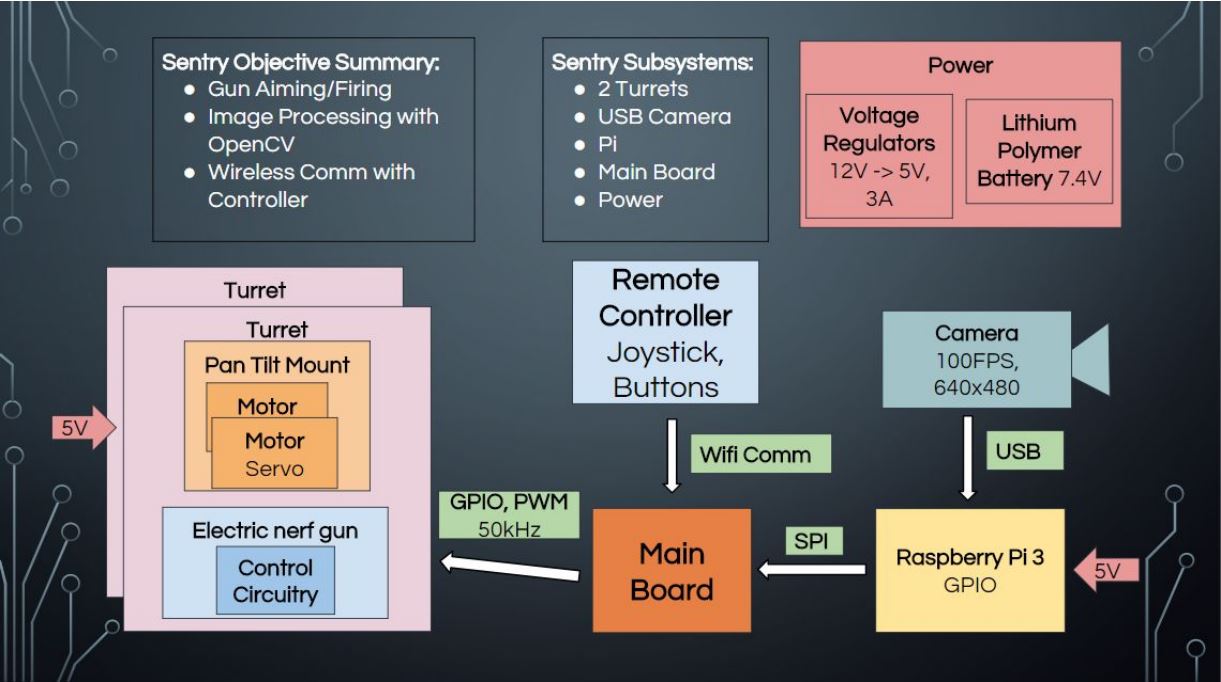 Sentry Objective Summary:
● Gun Aiming/Firing
● Image Processing with
OpenCV
● Wireless Comm with
Controller
Sentry Subsystems:
● 2 Turrets
● USB Camera
● Pi
● Main Board
● Power
Power
Voltage
Regulators
12V -> 5V,
3A
Lithium
Polymer
Battery 7.4V
Turret
Turret
Pan Tilt Mount
Motor
Motor
Servo
5V
Electric nerf gun
Control
Circuitry
Remote
Controller
Joystick,
Buttons
Wifi Comm
GPIO, PWM
50kHz
Main
Board
SPI
Camera
100FPS,
640x480
USB
Raspberry Pi 3
GPIO
5V